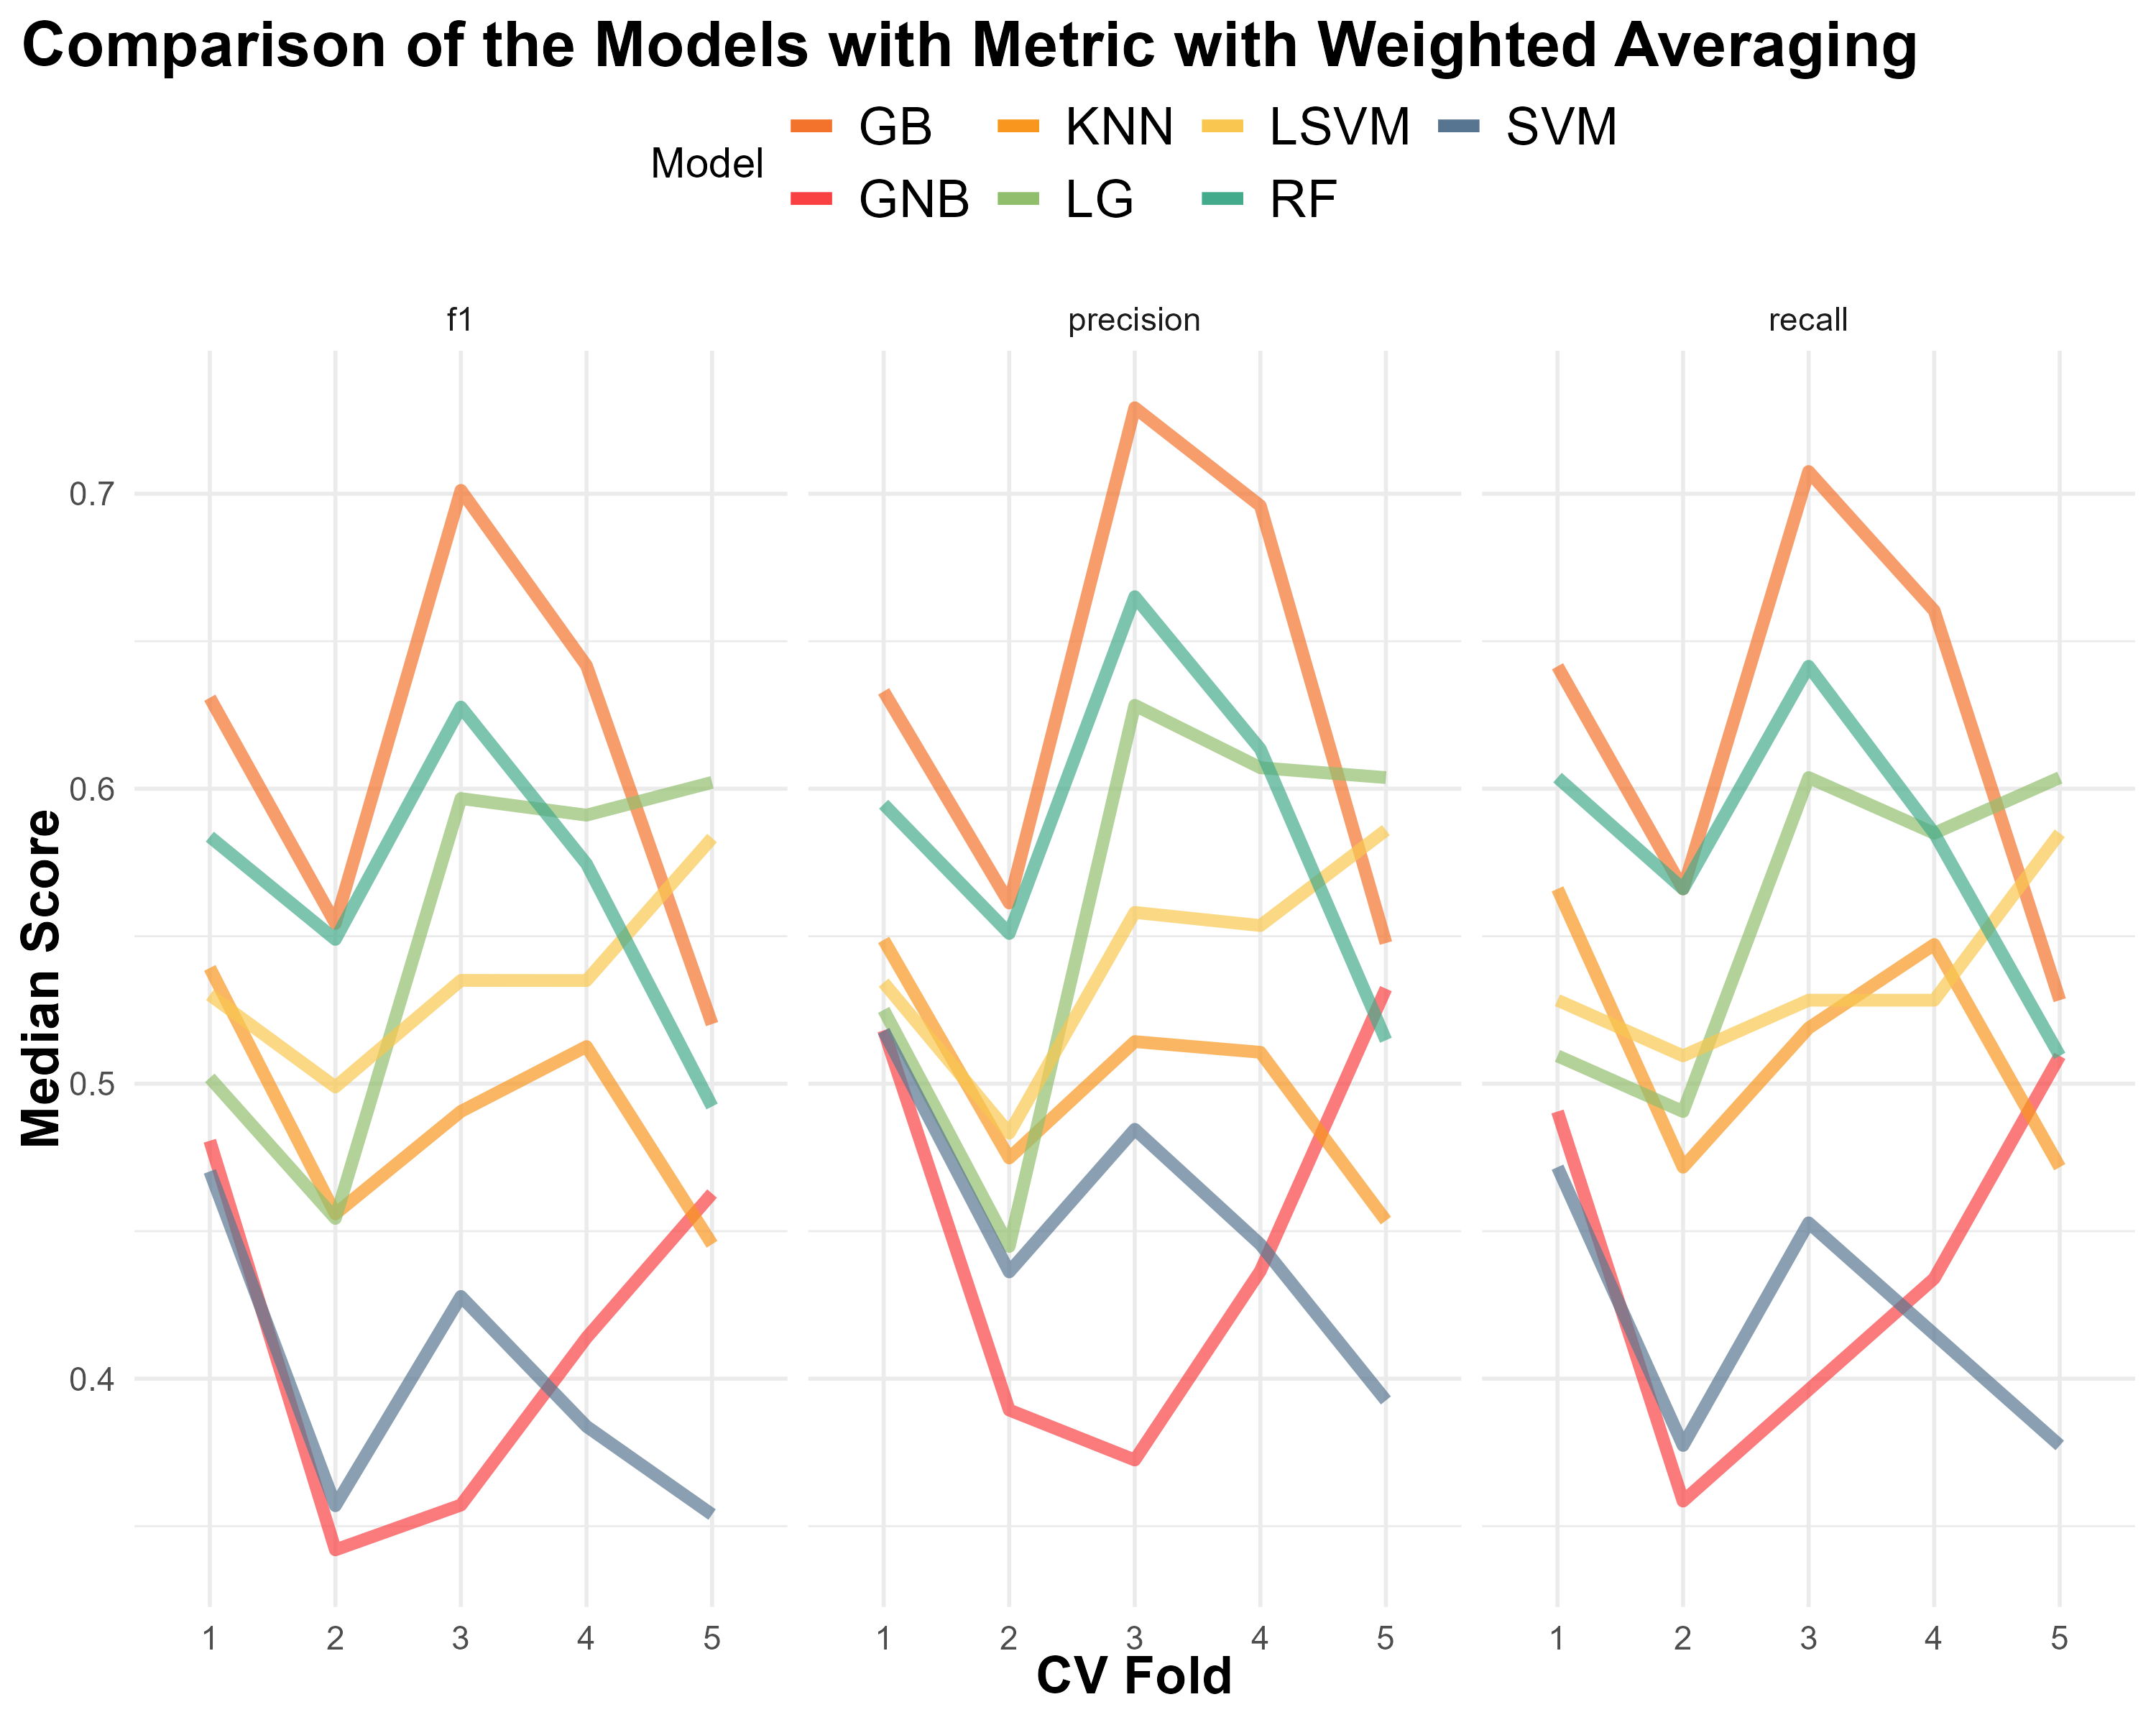 Comparison of the Models with Metric with Weighted Averaging
Model
GB KNN LSVM SVM
GNB LG RF
f1 precision recall
Median Score
0.7
0.6
0.5
0.4
1 2 3 4 5 1 2 3 4 5 1 2 3 4 5
CV Fold